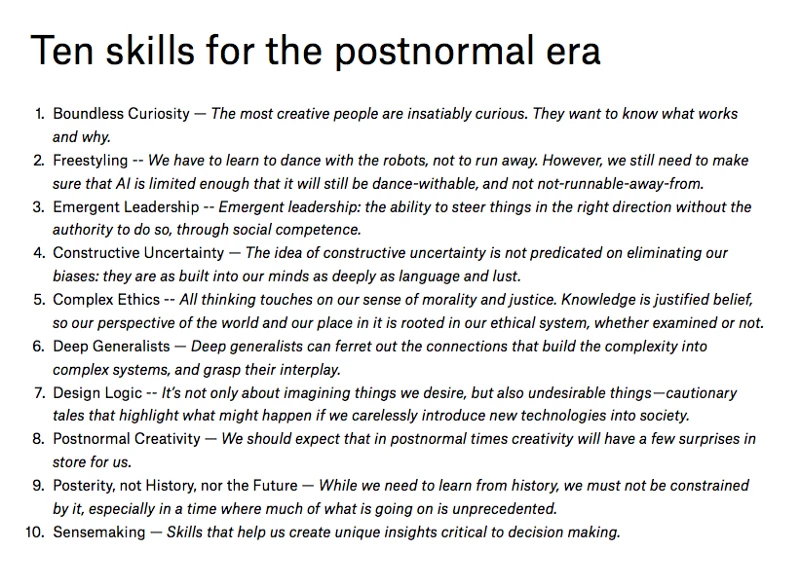 Ten skills for the postnormal era
1. Boundless Curiosity — The most creative people are insatiably curious. They want to know what works
and why.
2. Freestyling -- We have to learn to dance with the robots, not to run away. However, we still need to make
sure that AI is limited enough that it will still be dance-withable, and not not-runnable-away-from.
3. Emergent Leadership -- Emergent leadership: the ability to steer things in the right direction without the
authority to do so, through social competence.
4. Constructive Uncertainty — The idea of constructive uncertainty is not predicated on eliminating our
biases: they are as built into our minds as deeply as language and lust.
5. Complex Ethics -- All thinking touches on our sense of morality and justice. Knowledge is justified belief,
so our perspective of the world and our place in it is rooted in our ethical system, whether examined or not.
6. Deep Generalists — Deep generalists can ferret out the connections that build the complexity into
complex systems, and grasp their interplay.
7. Design Logic -- It’s not only about imagining things we desire, but also undesirable things—cautionary
tales that highlight what might happen if we carelessly introduce new technologies into society.
8. Postnormal Creativity — We should expect that in postnormal times creativity will have a few surprises in
store for us.
9. Posterity, not History, nor the Future — While we need to learn from history, we must not be constrained
by it, especially in a time where much of what is going on is unprecedented.
10. Sensemaking — Skills that help us create unique insights critical to decision making.